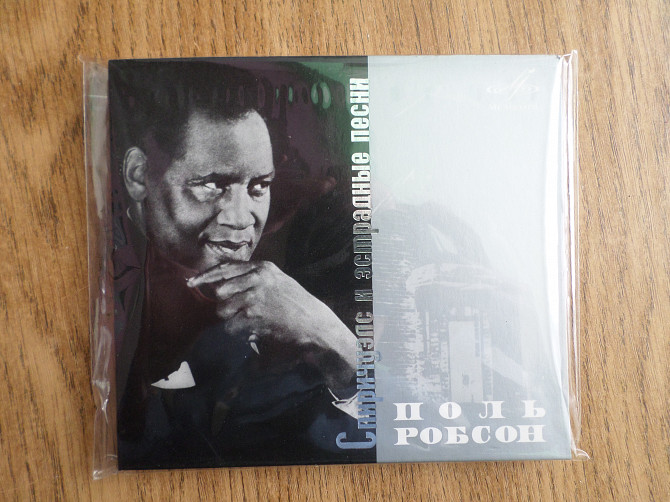 Спиричуэлс и эстрадные песни
ПОЛЬ
РОБСОН